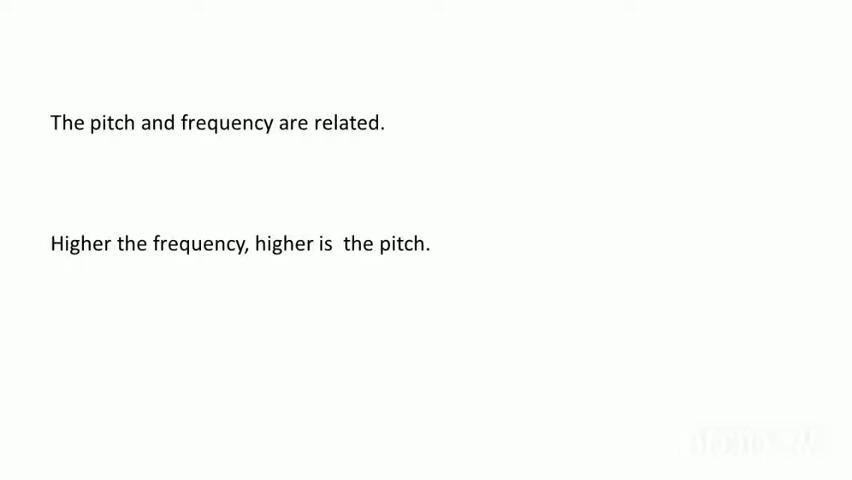 The pitch and frequency are related.
Higher the frequency, higher is  the pitch.